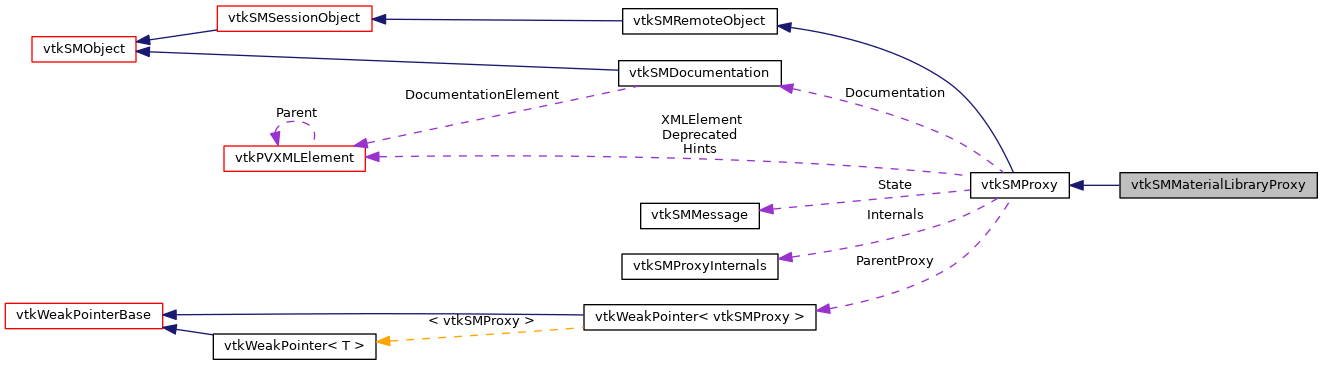 vtkSMSessionObject
vtkSMRemoteObject
vtkSMObject
vtkSMDocumentation
DocumentationElement
Documentation
Parent
XMLElement
Deprecated
Hints
vtkPVXMLElement
State
vtkSMProxy
vtkSMMaterialLibraryProxy
vtkSMMessage
Internals
vtkSMProxyInternals
ParentProxy
vtkWeakPointerBase
< vtkSMProxy >
vtkWeakPointer< vtkSMProxy >
vtkWeakPointer< T >